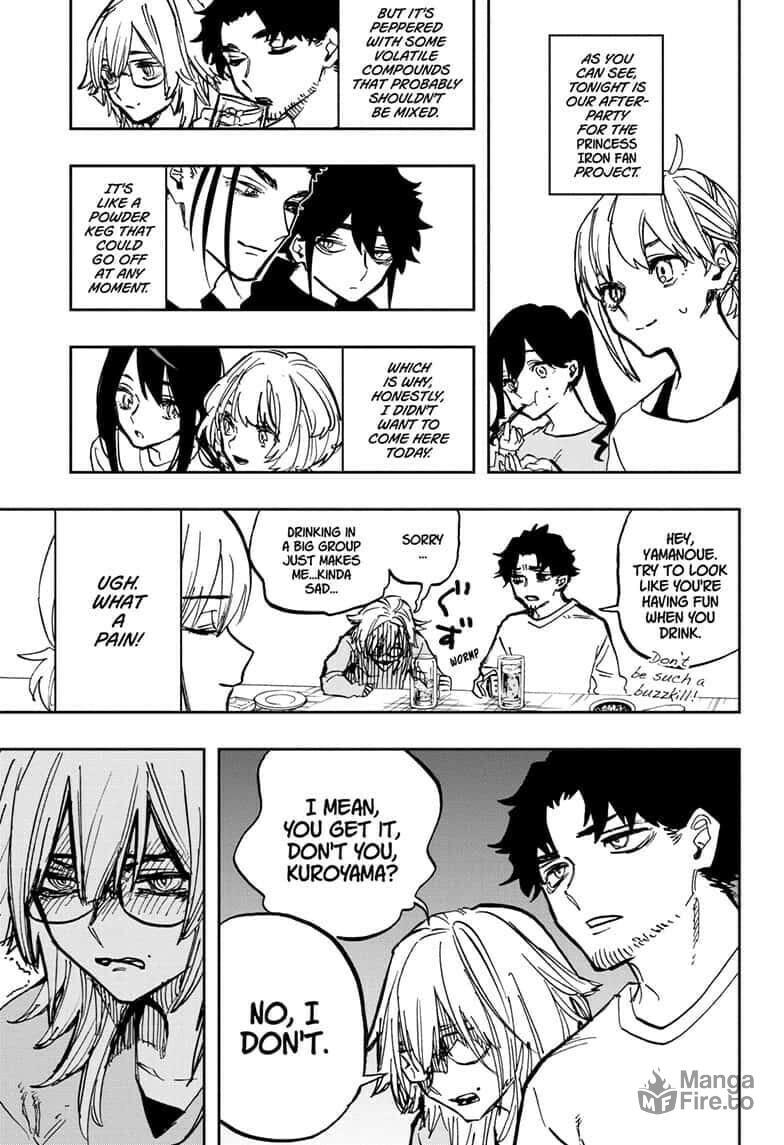 AS YOU
CAN SEE,
TONIGHT IS
OUR AFTER-
PARTY
FOR THE
PRINCESS
IRON FAN
PROJECT.
BUT IT'S
PEPPERED
WITH SOME
VOLATILE
COMPOUNDS
THAT PROBABLY
SHOULDN'T
BE MIXED.
IT'S
LIKE A
POWDER
KEG THAT
COULD
GO OFF
AT ANY
MOMENT.
WHICH
IS WHY,
HONESTLY,
I DIDN'T
WANT TO
COME HERE
TODAY.
HEY,
YAMANOUE.
TRY TO LOOK
LIKE YOU'RE
HAVING FUN
WHEN YOU
DRINK.
Don't
be such a
buzzkill!
SORRY
...
DRINKING IN
A BIG GROUP
JUST MAKES
ME...KINDA
SAD...
ぐず
WORMP
UGH.
WHAT
A
PAIN!
I MEAN,
YOU GET IT,
DON'T YOU,
KUROYAMA?
NO, I
DON'T.
MF
Manga
Fire.to